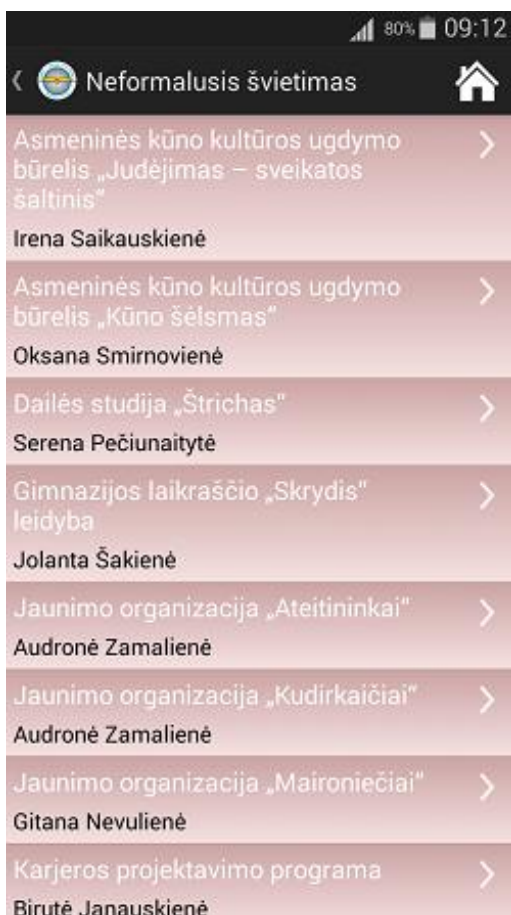 80% 09:12
Neformalusis švietimas
Asmeninės kūno kultūros ugdymo
būrelis „Judėjimas – sveikatos
šaltinis“
Irena Saikauskienė
Asmeninės kūno kultūros ugdymo
būrelis „Kūno šėlsmas“
Oksana Smirnovienė
Dailės studija „Štrichas“
Serena Pečiunaitytė
Gimnazijos laikraščio „Skrydis“
leidyba
Jolanta Šakienė
Jaunimo organizacija „Ateitininkai“
Audronė Zamalienė
Jaunimo organizacija „Kudirkaičiai“
Audronė Zamalienė
Jaunimo organizacija „Maironiečiai“
Gitana Nevulienė
Karjeros projektavimo programa
Birutė Janauskienė